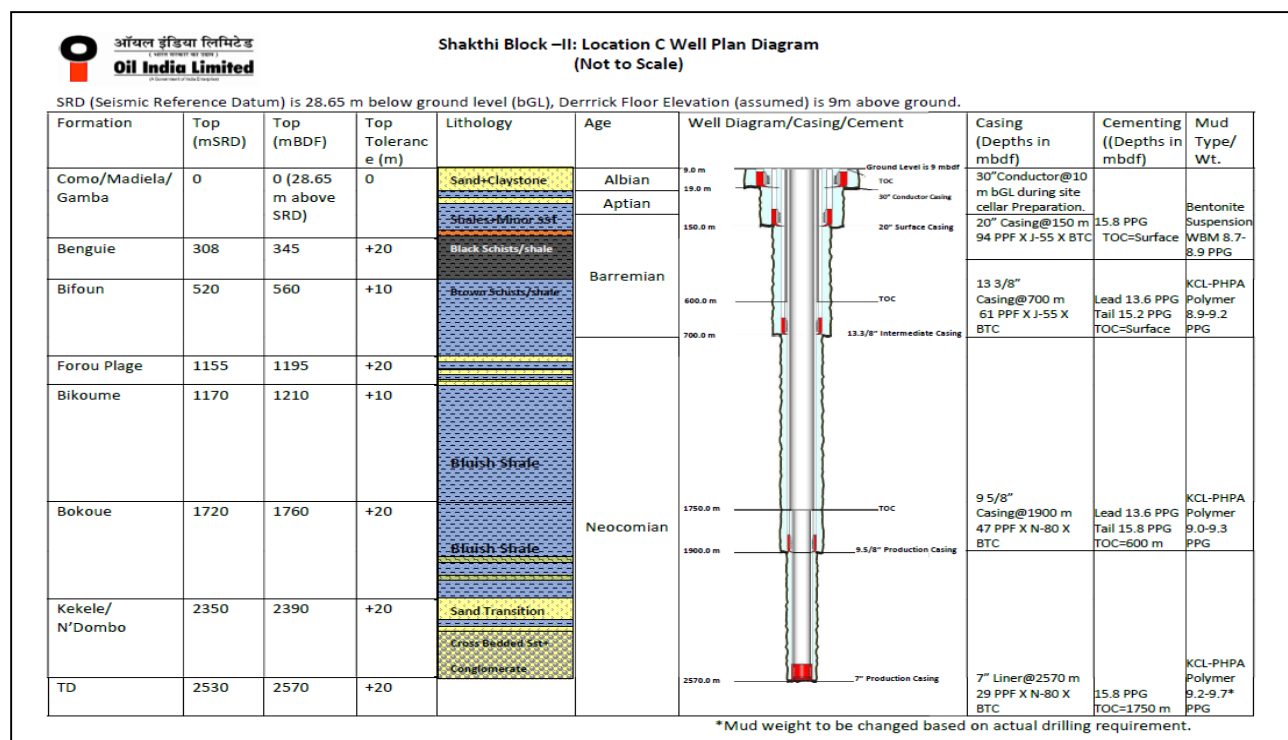 ऑयल इंडिया लिमिटेड
Oil India Limited
(A Government of India Enterprise)
Shakthi Block –II: Location C Well Plan Diagram
(Not to Scale)
SRD (Seismic Reference Datum) is 28.65 m below ground level (bGL), Derrrick Floor Elevation (assumed) is 9m above ground.
Formation
Top
(mSRD)
Top
(mBDF)
Top
Toleranc
e (m)
Lithology
Age
Well Diagram/Casing/Cement
Casing
(Depths in
mbdf)
Cementing
((Depths in
mbdf)
Mud
Type/
Wt.
Como/Madiela/
Gamba
0
0 (28.65
m above
SRD)
0
Sand+Claystone
Shales+Minor sst
Albian
Aptian
Ground Level is 9 mbdf
9.0 m
TOC
19.0 m
30" Conductor Casing
150.0 m
20" Surface Casing
30"Conductor@10
m bGL during site
cellar Preparation.
20" Casing@150 m
94 PPF X J-55 X BTC
15.8 PPG
TOC=Surface
Bentonite
Suspension
WBM 8.7-
8.9 PPG
Benguie
308
345
+20
Black Schists/shale
Barremian
Bifoun
520
560
+10
Brown Schists/shale
600.0 m
TOC
700.0 m
13.3/8" Intermediate Casing
13 3/8"
Casing@700 m
61 PPF X J-55 X
BTC
Lead 13.6 PPG
Tail 15.2 PPG
TOC=Surface
KCL-PHPA
Polymer
8.9-9.2
PPG
Forou Plage
1155
1195
+20
Bikoume
1170
1210
+10
Bluish Shale
Bokoue
1720
1760
+20
Bluish Shale
Neocomian
1750.0 m
TOC
1900.0 m
9.5/8" Production Casing
9 5/8"
Casing@1900 m
47 PPF X N-80 X
BTC
Lead 13.6 PPG
Tail 15.8 PPG
TOC=600 m
KCL-PHPA
Polymer
9.0-9.3
PPG
Kekele/
N'Dombo
2350
2390
+20
Sand Transition
Cross Bedded Sst+
Conglomerate
TD
2530
2570
+20
2570.0 m
7" Production Casing
7" Liner@2570 m
29 PPF X N-80 X
BTC
15.8 PPG
TOC=1750 m
KCL-PHPA
Polymer
9.2-9.7*
PPG
*Mud weight to be changed based on actual drilling requirement.